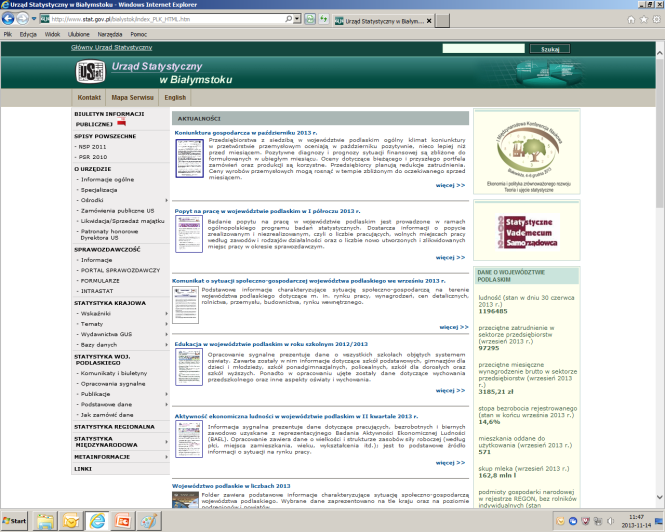 Urząd Statystyczny w Białymstoku - Windows Internet Explorer
http://www.stat.gov.pl/bialystok/index_PLK_HTML.htm
Urząd Statystyczny w Białym...
Plik Edycja Widok Ulubione Narzędzia Pomoc
Główny Urząd Statystyczny
Szukaj
Urząd Statystyczny
w Białymstoku
Kontakt Mapa Serwisu English
BIULETYN INFORMACJI
PUBLICZNEJ
SPISY POWSZECHNE
- NSP 2011
- PSR 2010
O URZĘDZIE
- Informacje ogólne
- Specjalizacja
- Ośrodki
- Zamówienia publiczne US
- Likwidacja/Sprzedaż majątku
- Patronaty honorowe
Dyrektora US
SPRAWOZDAWCZOŚĆ
- Informacje
- PORTAL SPRAWOZDAWCZY
- FORMULARZE
- INTRASTAT
STATYSTYKA KRAJOWA
- Wskaźniki
- Tematy
- Wydawnictwa GUS
- Bazy danych
STATYSTYKA WOJ.
PODLASKIEGO
- Komunikaty i biuletyny
- Opracowania sygnalne
- Publikacje
- Podstawowe dane
- Jak zamówić dane
STATYSTYKA REGIONALNA
STATYSTYKA
MIĘDZYNARODOWA
METAINFORMACJE
LINKI
AKTUALNOŚCI
Koniunktura gospodarcza w październiku 2013 r.
Przedsiębiorstwa z siedzibą w województwie podlaskim ogólny klimat koniunktury
w przetwórstwie przemysłowym oceniają w październiku pozytywnie, nieco lepiej niż
przed miesiącem. Pozytywne diagnozy i prognozy sytuacji finansowej są zbliżone do
formułowanych w ubiegłym miesiącu. Oceny dotyczące bieżącego i przyszłego portfela
zamówień oraz produkcji są korzystne. Przedsiębiorcy planują redukcje zatrudnienia.
Ceny wyrobów przemysłowych mogą rosnąć w tempie zbliżonym do oczekiwanego sprzed
miesiącem.
więcej >>
Popyt na pracę w województwie podlaskim w I półroczu 2013 r.
Badanie popytu na pracę w województwie podlaskim jest prowadzone w ramach
ogólnopolskiego programu badań statystycznych. Dostarcza informacji o popycie
zrealizowanym i niezrealizowanym, czyli o liczbie pracujących, wolnych miejscach pracy
według zawodów i rodzajów działalności oraz o liczbie nowo utworzonych i zlikwidowanych
miejsc pracy w okresie sprawozdawczym.
więcej >>
Komunikat o sytuacji społeczno-gospodarczej województwa podlaskiego we wrześniu 2013 r.
Podstawowe informacje charakteryzujące sytuację społeczno-gospodarczą na terenie
województwa podlaskiego dotyczące m. in. rynku pracy, wynagrodzeń, cen detalicznych,
rolnictwa, przemysłu, budownictwa, rynku wewnętrznego.
więcej >>
Edukacja w województwie podlaskim w roku szkolnym 2012/2013
Opracowanie sygnalne prezentuje dane o wszystkich szkołach objętych systemem
oświaty. Zawarte zostały w nim informacje dotyczące szkół podstawowych, gimnazjów dla
dzieci i młodzieży, szkół ponadgimnazjalnych, policealnych, szkół dla dorosłych oraz
szkół wyższych. Ponadto w opracowaniu ujęte zostały dane dotyczące wychowania
przedszkolnego oraz inne aspekty oświaty i wychowania.
więcej >>
Aktywność ekonomiczna ludności w województwie podlaskim w II kwartale 2013 r.
Informacja sygnalna prezentuje dane dotyczące pracujących, bezrobotnych i biernych
zawodowo uzyskane z reprezentacyjnego Badania Aktywności Ekonomicznej Ludności
(BAEL). Opracowanie zawiera dane o wielkości i strukturze zasobów siły roboczej (według
płci, miejsca zamieszkania, wieku, wykształcenia itd.) jest to podstawowe źródło
informacji o sytuacji na rynku pracy.
więcej >>
Województwo podlaskie w liczbach 2013
Folder zawiera podstawowe informacje charakteryzujące sytuację społeczno-gospodarczą
województwa podlaskiego. Wybrane dane zaprezentowano na tle kraju oraz na poziomie
podregionów i powiatów.
Ekonomia i polityka zrównoważonego rozwoju.
Teoria i ujęcie statystyczne
Statystyczne
Vademecum
Samorządowca
DANE O WOJEWÓDZTWIE
PODLASKIM
ludność (stan w dniu 30 czerwca
2013 r.)
1196485
przeciętne zatrudnienie w
sektorze przedsiębiorstw
(wrzesień 2013 r.)
97295
przeciętne miesięczne
wynagrodzenie brutto w sektorze
przedsiębiorstw (wrzesień 2013
r.)
3185,21 zł
stopa bezrobocia rejestrowanego
(stan w końcu września 2013 r.)
14,6%
mieszkania oddane do
użytkowania (wrzesień 2013 r.)
571
skup mleka (wrzesień 2013 r.)
162,8 mln l
podmioty gospodarki narodowej
w rejestrze REGON, bez rolników
indywidualnych (stan
Start
11:47
2013-11-14